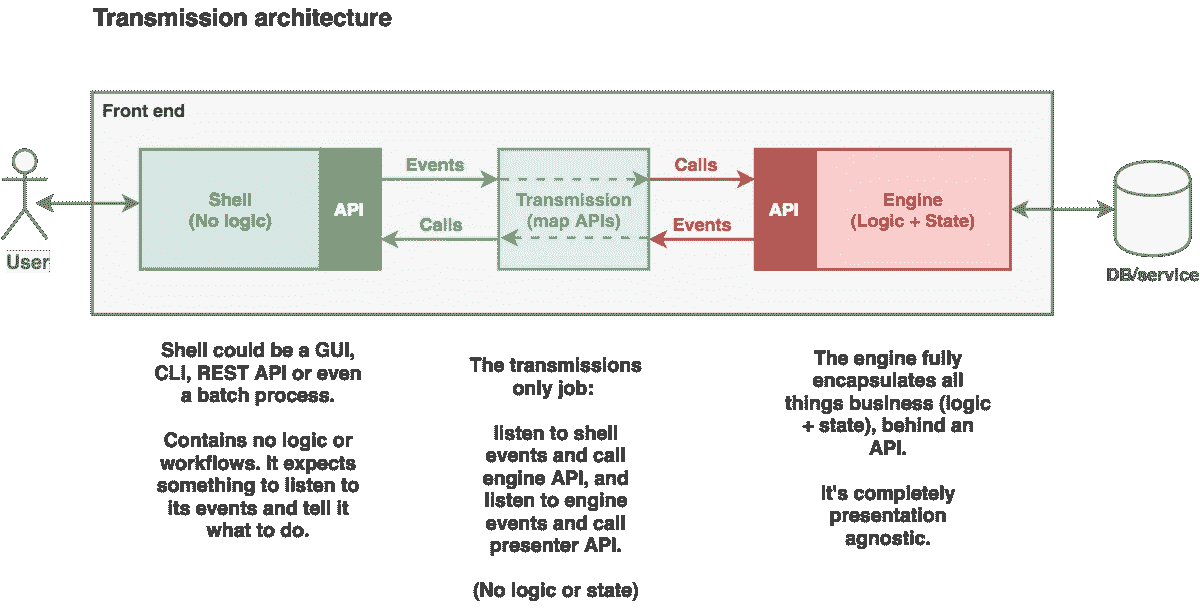 Transmission architecture
Front end
Events
Calls
Shell
(No logic)
API
Transmission
(map APIs)
API
Engine
(Logic + State)
Calls
Events
User
DB/service
Shell could be a GUI,
CLI, REST API or even
a batch process.
Contains no logic or
workflows. It expects
something to listen to
its events and tell it
what to do.
The transmissions
only job:
listen to shell
events and call
engine API, and
listen to engine
events and call
presenter API.
(No logic or state)
The engine fully
encapsulates all
things business (logic
+ state), behind an
API.
It's completely
presentation
agnostic.